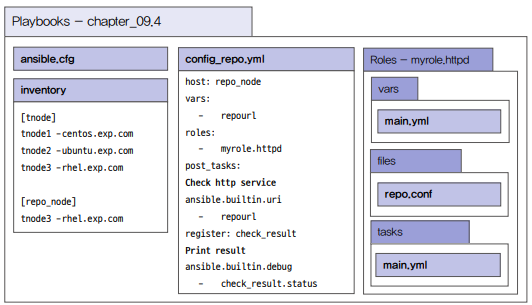 Playbooks – chapter_09.4
ansible.cfg
inventory
[tnode]
tnode1 -centos.exp.com
tnode2 -ubuntu.exp.com
tnode3 -rhel.exp.com
[repo_node]
tnode3 -rhel.exp.com
config_repo.yml
host: repo_node
vars:
- repourl
roles:
- myrole.httpd
post_tasks:
Check http service
ansible.builtin.uri
- repourl
register: check_result
Print result
ansible.builtin.debug
- check_result.status
Roles – myrole.httpd
vars
main.yml
files
repo.conf
tasks
main.yml